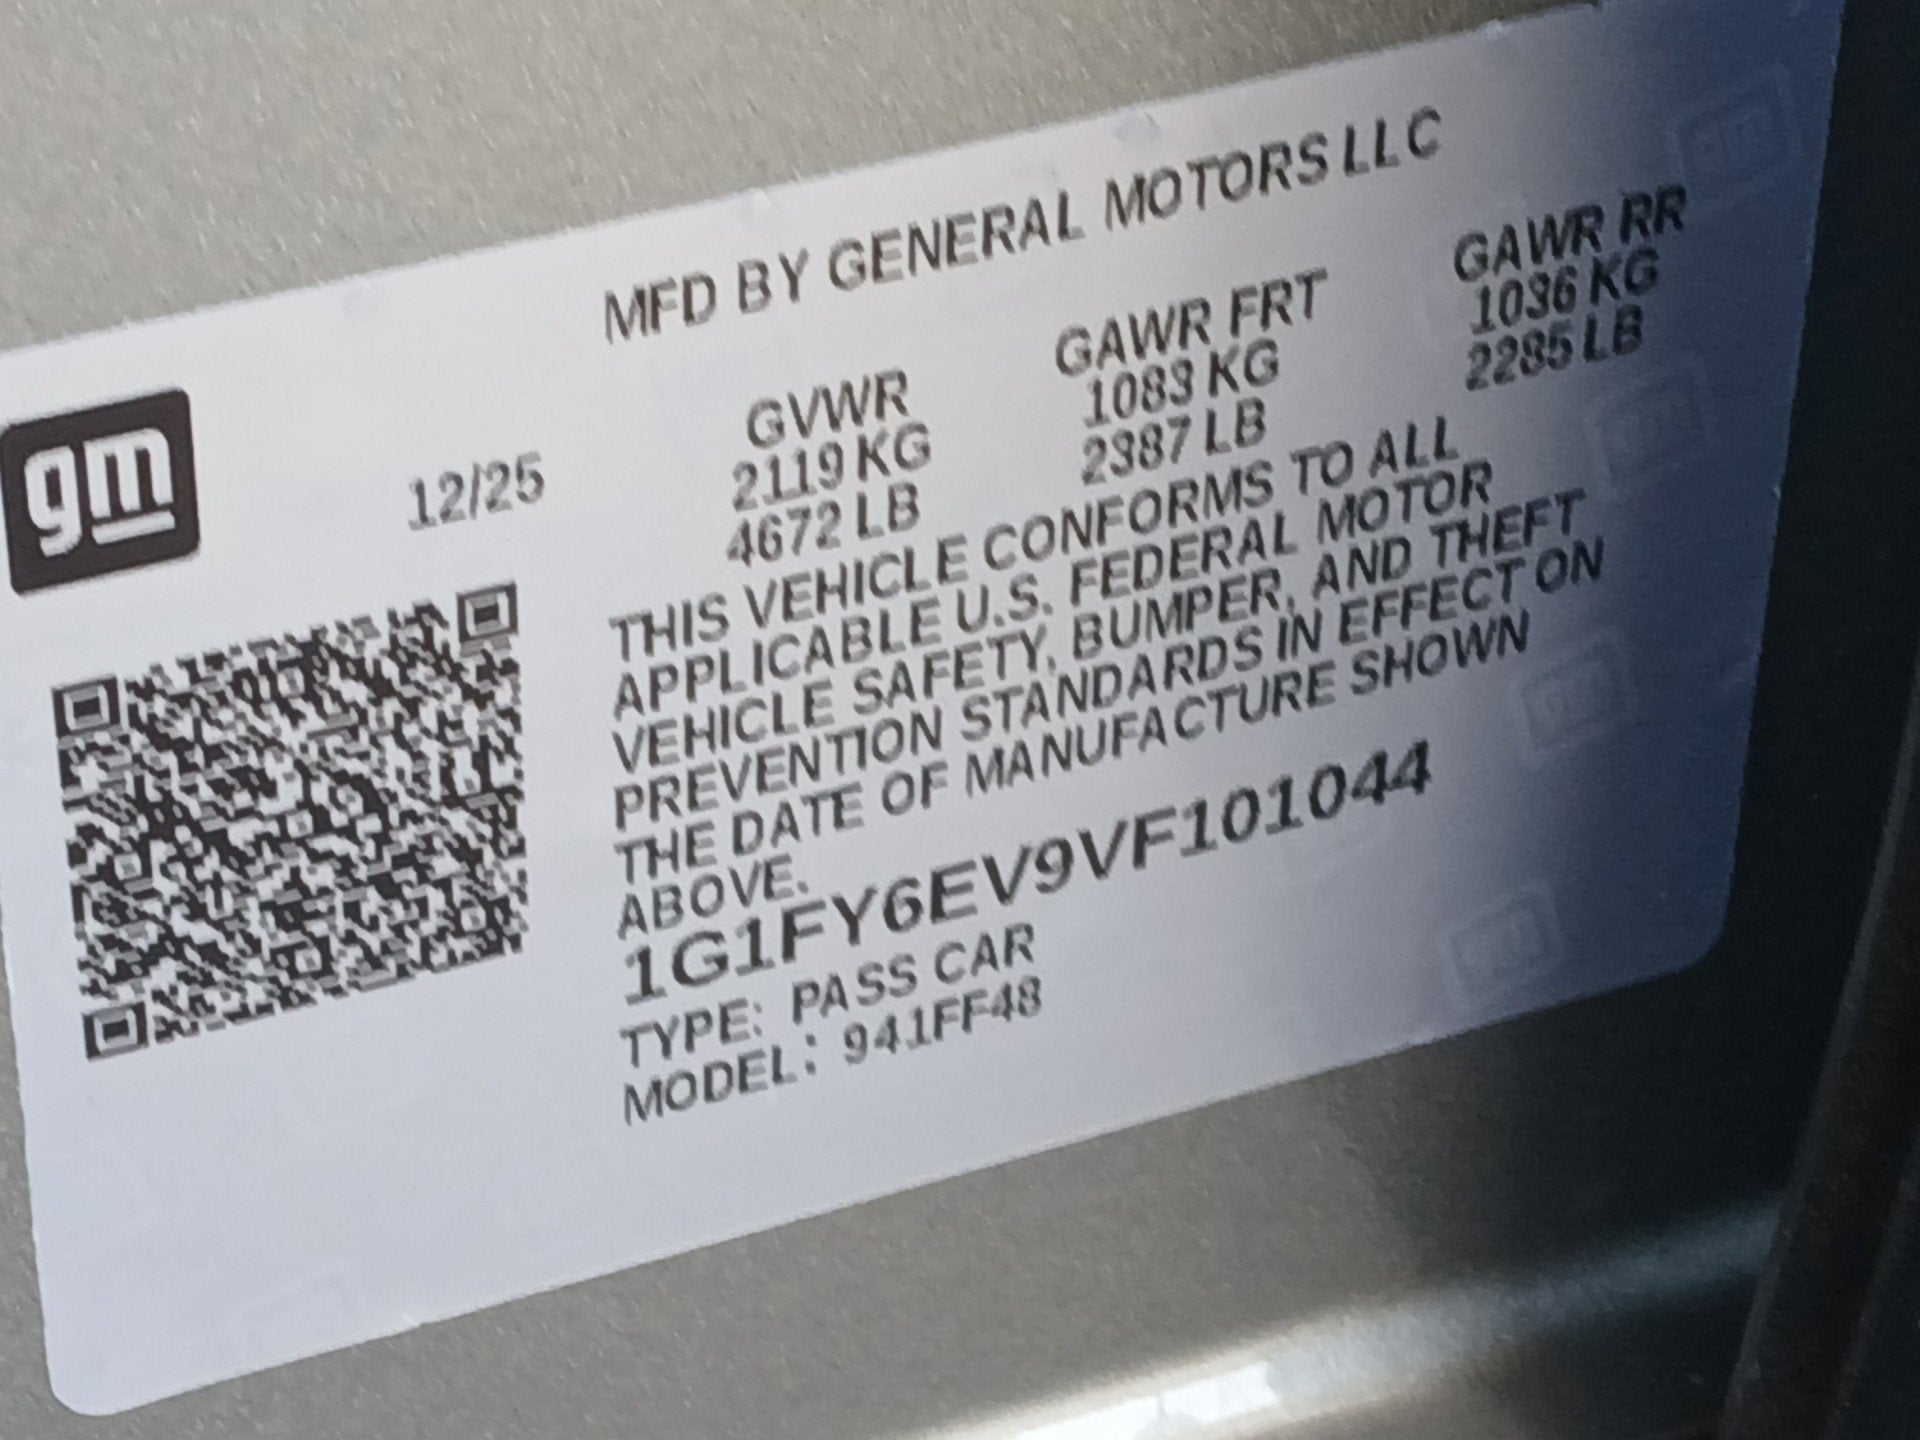 MFD BY GENERAL MOTORS LLC
gm
12/25
GVWR GAWR FRT GAWR RR
2119 KG 1083 KG 1036 KG
4672 LB 2387 LB 2285 LB
THIS VEHICLE CONFORMS TO ALL
APPLICABLE U.S. FEDERAL MOTOR
VEHICLE SAFETY, BUMPER, AND THEFT
PREVENTION STANDARDS IN EFFECT ON
THE DATE OF MANUFACTURE SHOWN
ABOVE.
1G1FY6EV9VF101044
TYPE: PASS CAR
MODEL: 941FF48